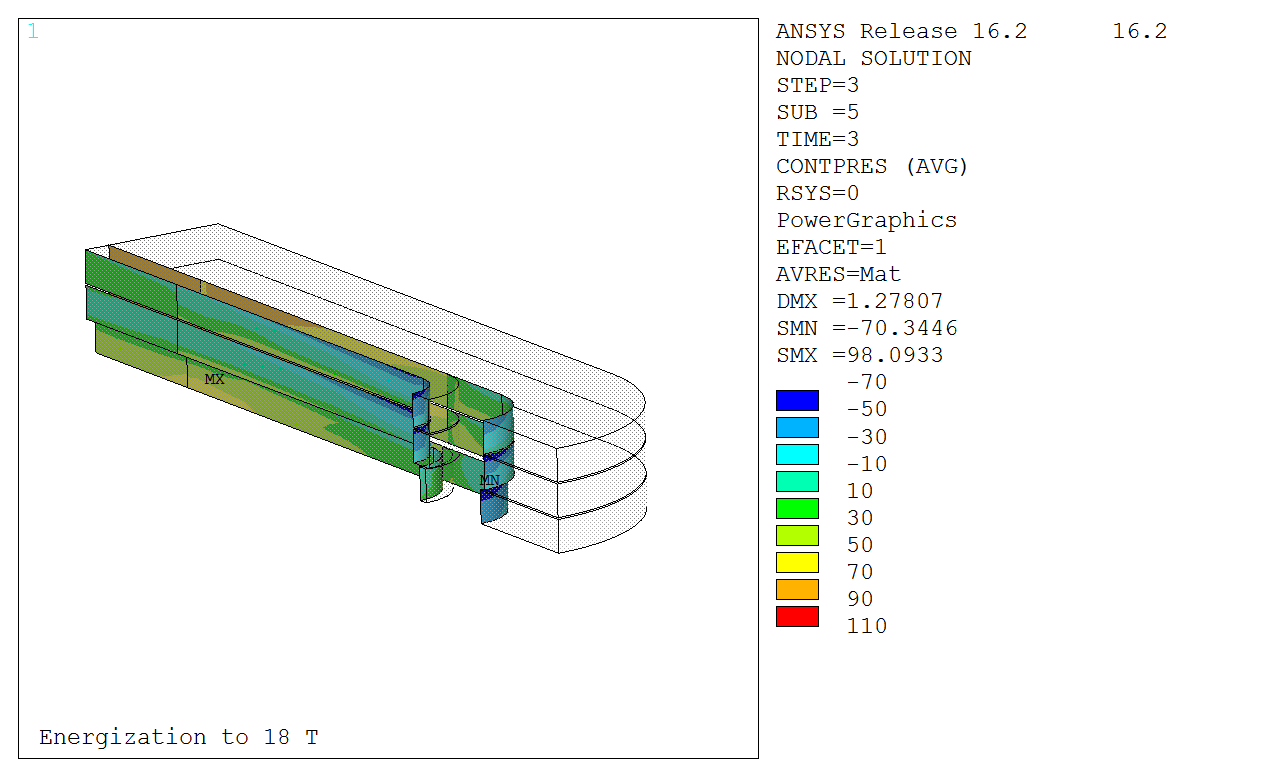 1
ANSYS Release 16.2 16.2
NODAL SOLUTION
STEP=3
SUB =5
TIME=3
CONTPRES (AVG)
RSYS=0
PowerGraphics
EFACET=1
AVRES=Mat
DMX =1.27807
SMN =-70.3446
SMX =98.0933
-70
-50
-30
-10
10
30
50
70
90
110
MX
MN
Energization to 18 T